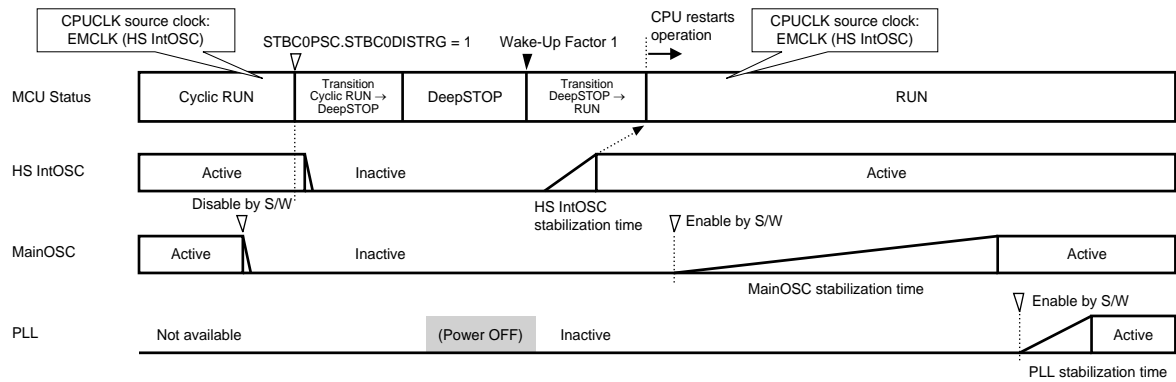 CPUCLK source clock:
EMCLK (HS IntOSC)
STBC0PSC.STBC0DISTRG = 1
Wake-Up Factor 1
CPU restarts
operation
CPUCLK source clock:
EMCLK (HS IntOSC)
MCU Status
Cyclic RUN
Transition
Cyclic RUN →
DeepSTOP
DeepSTOP
Transition
DeepSTOP →
RUN
RUN
HS IntOSC
Active
Inactive
Active
Disable by S/W
HS IntOSC
stabilization time
Enable by S/W
MainOSC
Active
Inactive
Active
MainOSC stabilization time
Enable by S/W
PLL
Not available
(Power OFF)
Inactive
Active
PLL stabilization time